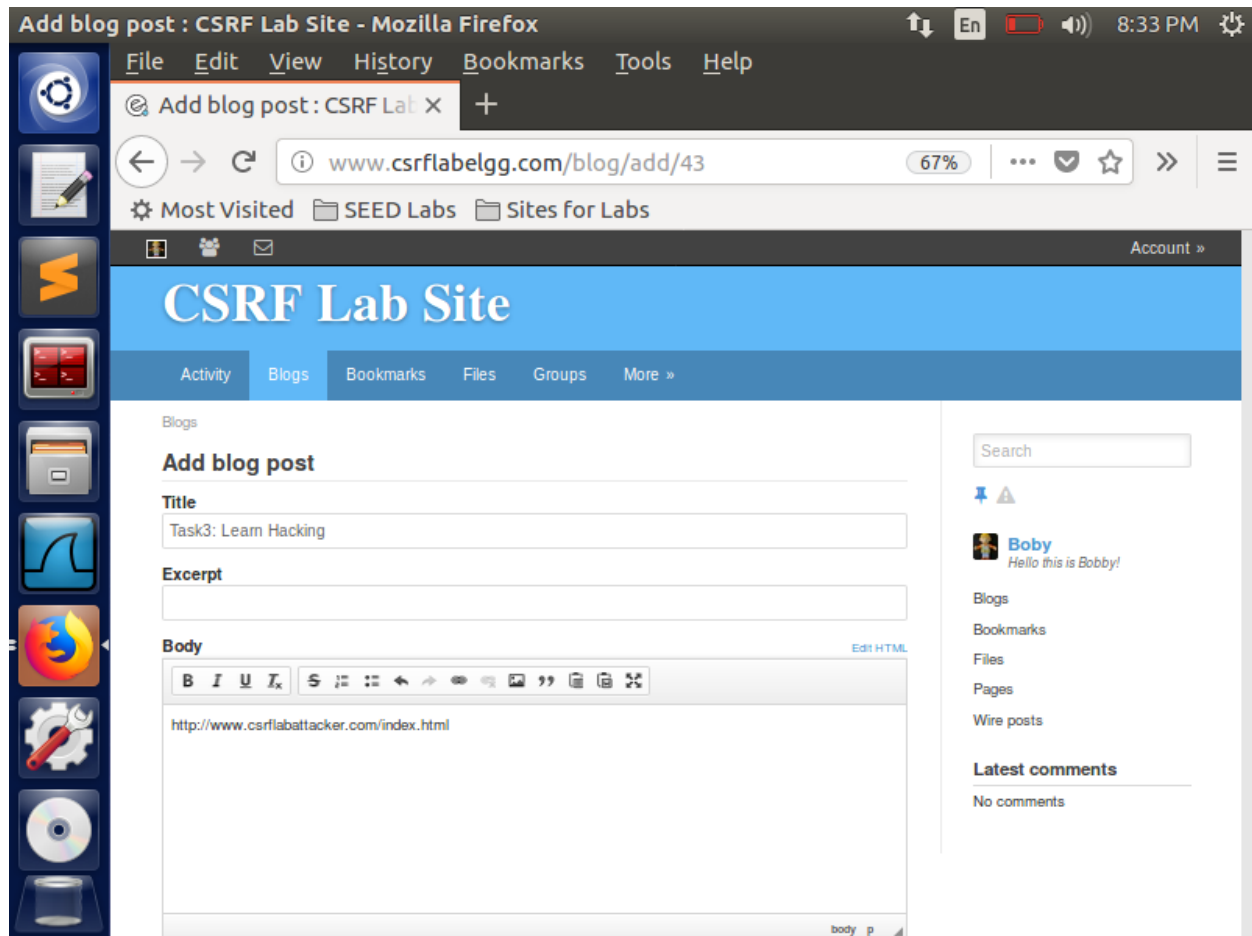 Add blog post : CSRF Lab Site - Mozilla Firefox En 8:33 PM
File Edit View History Bookmarks Tools Help
Add blog post : CSRF Lab
www.csrflabelgg.com/blog/add/43 67%
Most Visited SEED Labs Sites for Labs
Account »
CSRF Lab Site
Activity Blogs Bookmarks Files Groups More »
Blogs
Add blog post
Title
Task3: Learn Hacking
Excerpt
Body Edit HTML
B I U Tx S
http://www.csrflabattacker.com/index.html
body p
Search
Boby
Hello this is Bobby!
Blogs
Bookmarks
Files
Pages
Wire posts
Latest comments
No comments